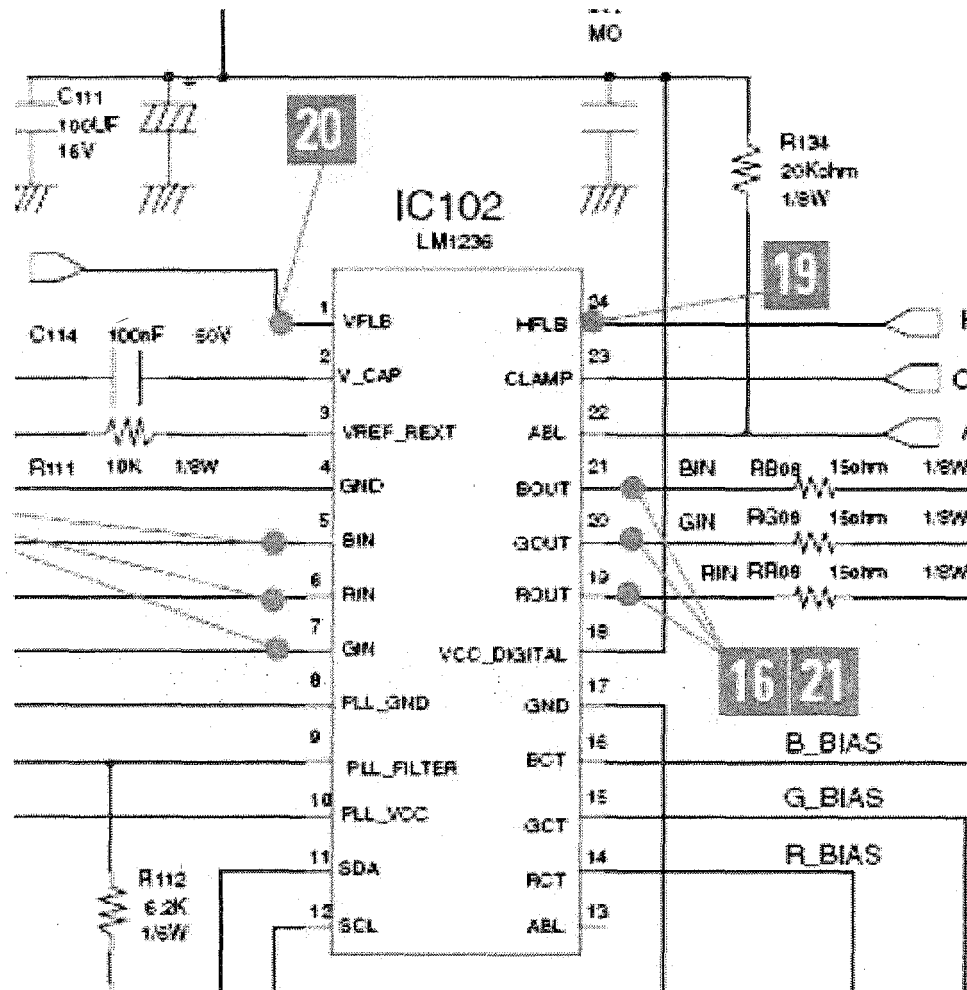 MO
C111
100UF
16V
20
R134
20Kohm
1/8W
IC102
LM1236
19
1
VFLB
24
HFLB
C114 100nF 50V
2
V_CAP
23
CLAMP
3
VREF_REXT
22
ABL
R111 10K 1/8W
4
GND
21
BOUT
BIN RB08 15ohm 1/8W
5
BIN
20
GOUT
GIN RG08 15ohm 1/8W
6
RIN
19
ROUT
RIN RR08 15ohm 1/8W
7
GIN
18
VCC_DIGITAL
16 21
8
PLL_GND
17
GND
9
PLL_FILTER
16
BCT
B_BIAS
10
PLL_VCC
15
GCT
G_BIAS
11
SDA
14
RCT
R_BIAS
R112
6.2K
1/8W
12
SCL
13
ABL